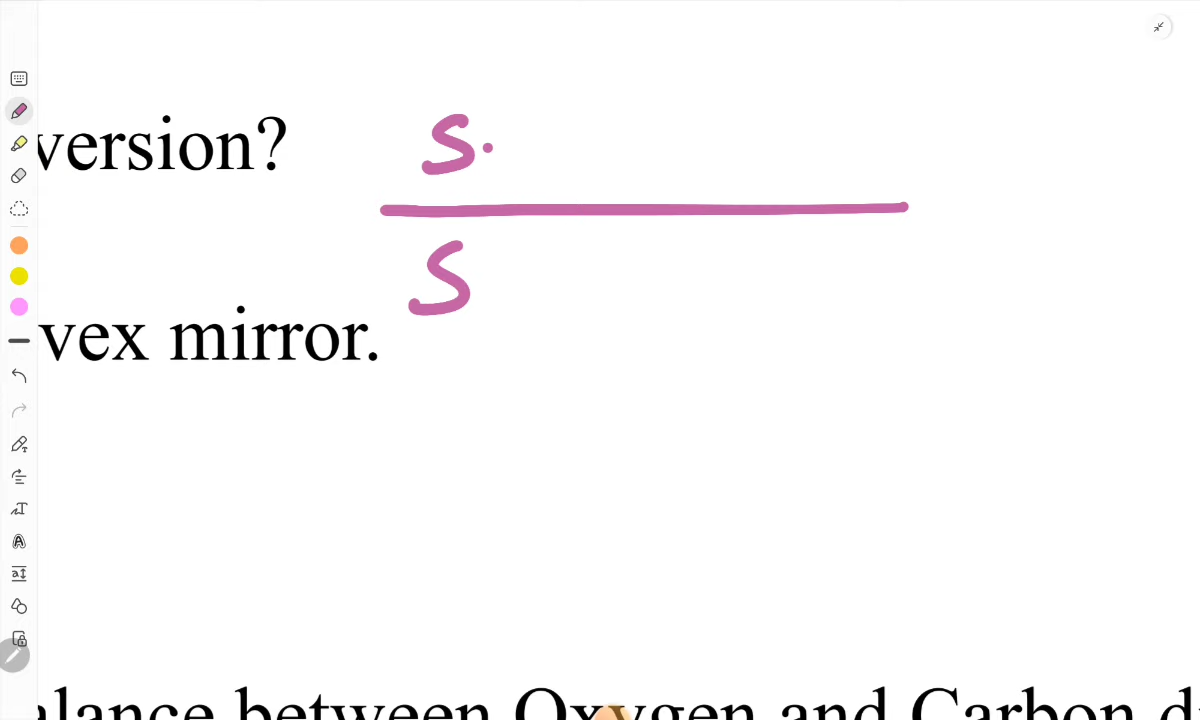 version?
S.
S
vex mirror.
alance between Oxygen and Carbon d